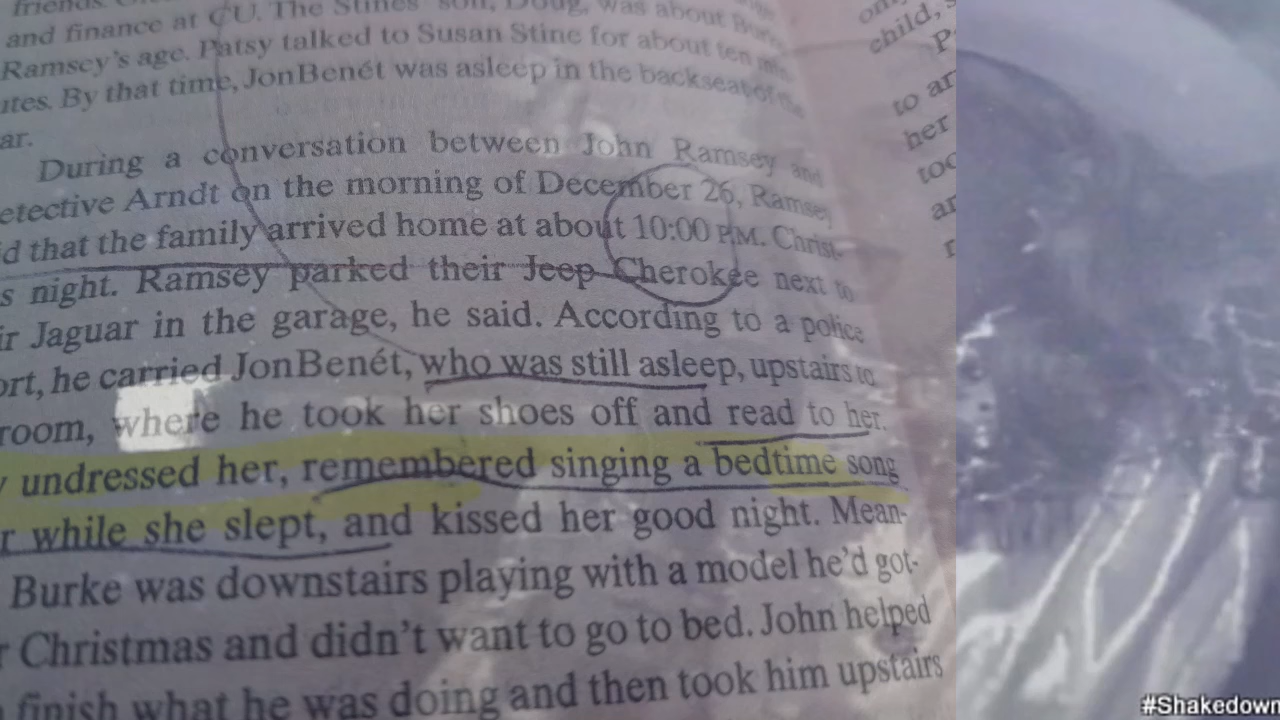 friends.
and finance at CU. The Stines' son, Doug, was about Burke
Ramsey's age. Patsy talked to Susan Stine for about ten min
utes. By that time, JonBenét was asleep in the backseat of the
ar.
During a conversation between John Ramsey and
etective Arndt on the morning of December 26, Ramsey
d that the family arrived home at about 10:00 P.M. Christ-
s night. Ramsey parked their Jeep Cherokee next to
ir Jaguar in the garage, he said. According to a police
ort, he carried JonBenét, who was still asleep, upstairs to
room, where he took her shoes off and read to her.
y undressed her, remembered singing a bedtime song
r while she slept, and kissed her good night. Mean-
Burke was downstairs playing with a model he'd got-
r Christmas and didn't want to go to bed. John helped
finish what he was doing and then took him upstairs
child,
to ar
her
too
#Shakedown